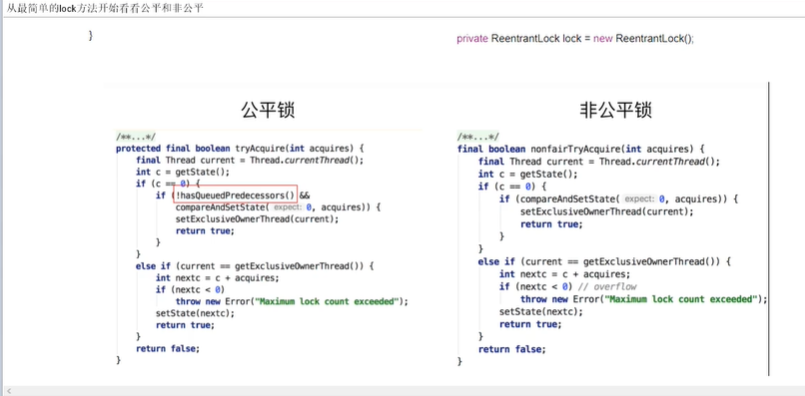 从最简单的lock方法开始看看公平和非公平
}
private ReentrantLock lock = new ReentrantLock();
公平锁
/**...*/
protected final boolean tryAcquire(int acquires) {
final Thread current = Thread.currentThread();
int c = getState();
if (c == 0) {
if (!hasQueuedPredecessors() &&
compareAndSetState( expect: 0, acquires)) {
setExclusiveOwnerThread(current);
return true;
}
}
else if (current == getExclusiveOwnerThread()) {
int nextc = c + acquires;
if (nextc < 0)
throw new Error("Maximum lock count exceeded");
setState(nextc);
return true;
}
return false;
}
非公平锁
/**...*/
final boolean nonfairTryAcquire(int acquires) {
final Thread current = Thread.currentThread();
int c = getState();
if (c == 0) {
if (compareAndSetState( expect: 0, acquires)) {
setExclusiveOwnerThread(current);
return true;
}
}
else if (current == getExclusiveOwnerThread()) {
int nextc = c + acquires;
if (nextc < 0) // overflow
throw new Error("Maximum lock count exceeded");
setState(nextc);
return true;
}
return false;
}